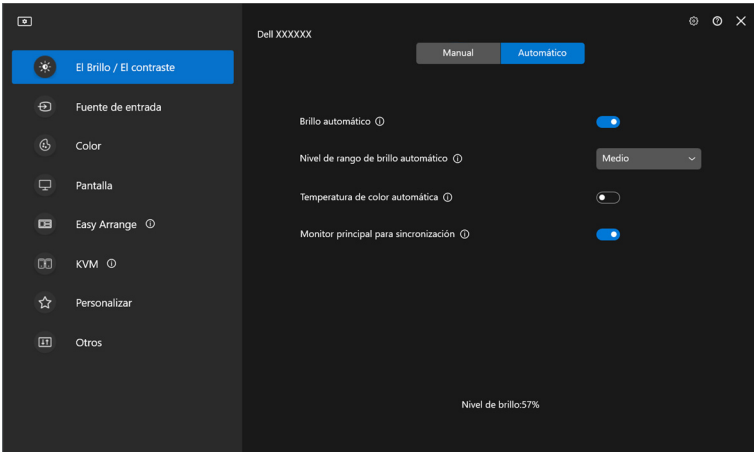 El Brillo / El contraste
Fuente de entrada
Color
Pantalla
Easy Arrange
KVM
Personalizar
Otros
Dell XXXXXX
Manual
Automático
Brillo automático
Nivel de rango de brillo automático
Medio
Temperatura de color automática
Monitor principal para sincronización
Nivel de brillo:57%